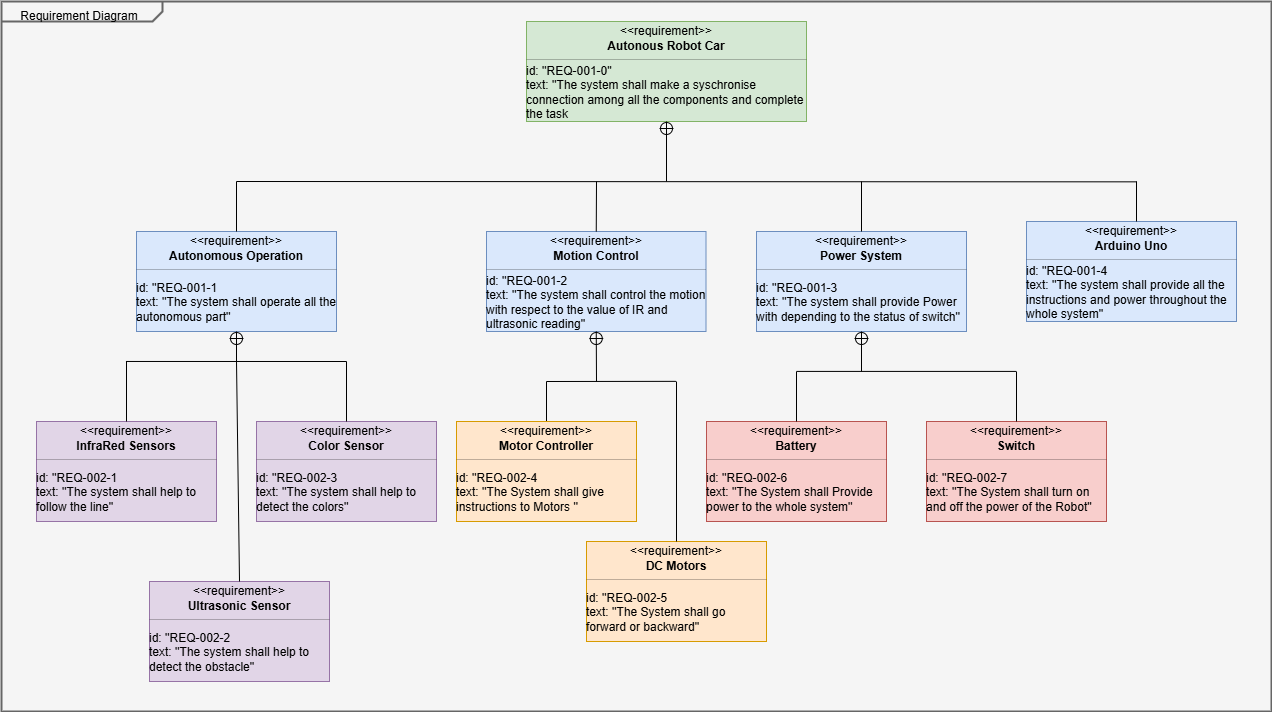 Requirement Diagram
<<requirement>>
Autonous Robot Car
id: "REQ-001-0"
text: "The system shall make a syschronise
connection among all the components and complete
the task
<<requirement>>
Autonomous Operation
id: "REQ-001-1
text: "The system shall operate all the
autonomous part"
<<requirement>>
Motion Control
id: "REQ-001-2
text: "The system shall control the motion
with respect to the value of IR and
ultrasonic reading"
<<requirement>>
Power System
id: "REQ-001-3
text: "The system shall provide Power
with depending to the status of switch"
<<requirement>>
Arduino Uno
id: "REQ-001-4
text: "The system shall provide all the
instructions and power throughout the
whole system"
<<requirement>>
InfraRed Sensors
id: "REQ-002-1
text: "The system shall help to
follow the line"
<<requirement>>
Color Sensor
id: "REQ-002-3
text: "The system shall help to
detect the colors"
<<requirement>>
Motor Controller
id: "REQ-002-4
text: "The System shall give
instructions to Motors "
<<requirement>>
Battery
id: "REQ-002-6
text: "The System shall Provide
power to the whole system"
<<requirement>>
Switch
id: "REQ-002-7
text: "The System shall turn on
and off the power of the Robot"
<<requirement>>
DC Motors
id: "REQ-002-5
text: "The System shall go
forward or backward"
<<requirement>>
Ultrasonic Sensor
id: "REQ-002-2
text: "The system shall help to
detect the obstacle"